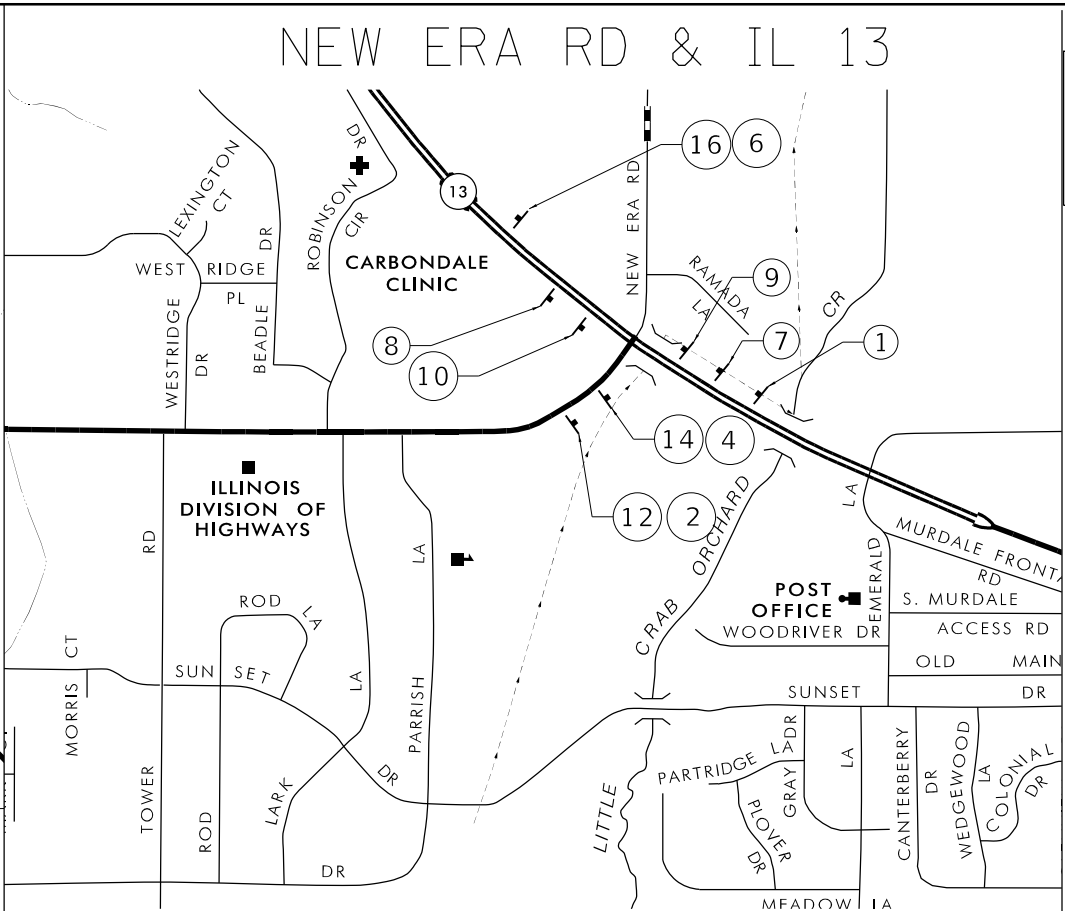 NEW ERA RD & IL 13
16
6
13
LEXINGTON
CT
DR
ROBINSON
CIR
NEW ERA RD
WEST RIDGE
PL
DR
BEADLE
WESTRIDGE
DR
CARBONDALE
CLINIC
RAMADA
LA
9
7
1
CR
8
10
14
4
12
2
ILLINOIS
DIVISION OF
HIGHWAYS
RD
TOWER
LA
PARRISH
ORCHARD
CRAB
LITTLE
LA
EMERALD
MURDALE FRONTA
RD
POST
OFFICE
S. MURDALE
ACCESS RD
WOODRIVER DR
OLD MAIN
DR
ROD
LA
SUN SET
DR
MORRIS CT
LA
LARK
ROD
DR
SUNSET
PARTRIDGE LA
GRAY DR
PLOVER
DR
LA
CANTERBERRY
DR
WEDGEWOOD
LA
COLONIAL
DR
MEADOW LA